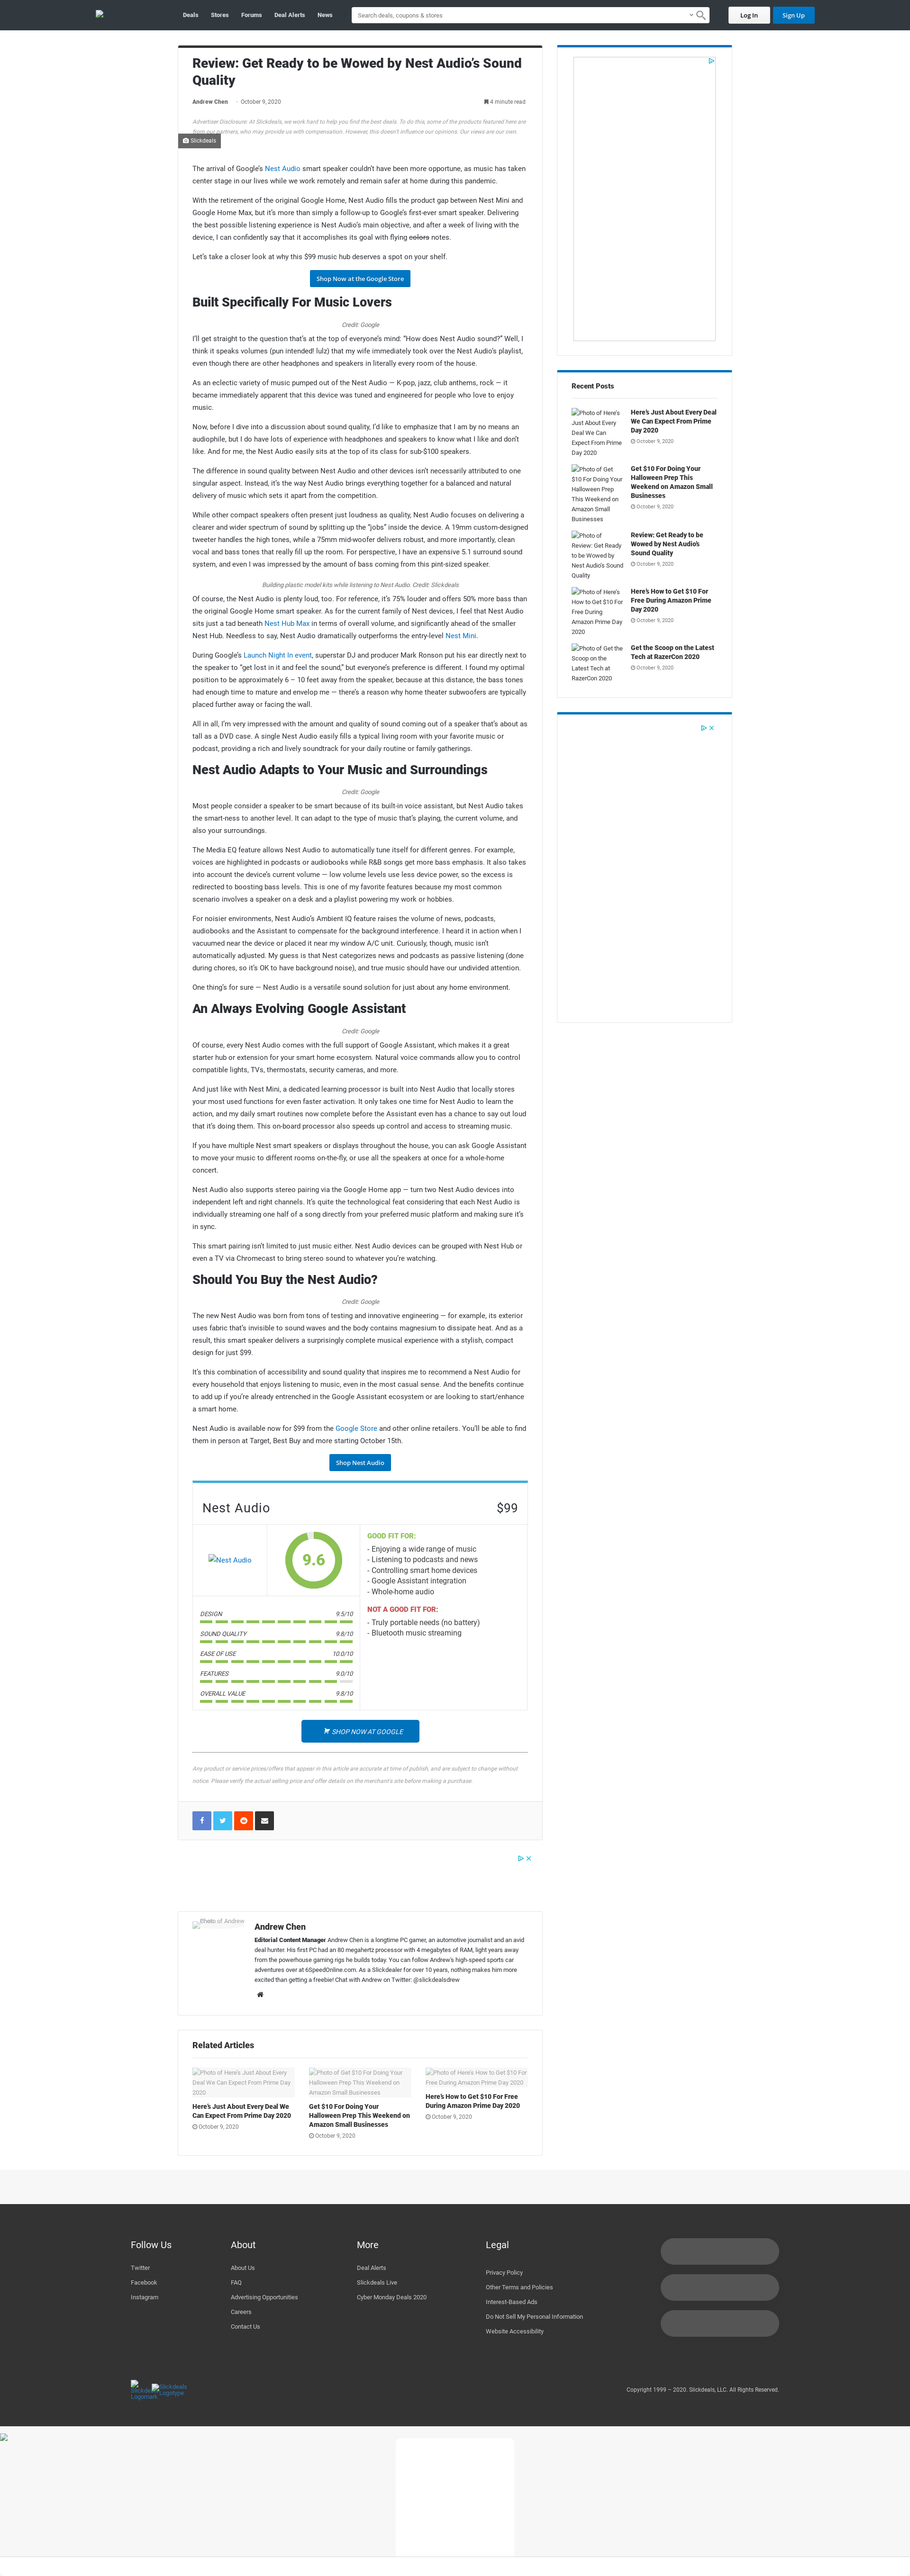 Deals Stores Forums Deal Alerts News Search deals, coupons & stores Log In Sign Up
Review: Get Ready to be Wowed by Nest Audio's Sound
Quality
Andrew Chen · October 9, 2020 4 minute read
Advertiser Disclosure: At Slickdeals, we work hard to help you find the best deals. To do this, some of the products featured here are
from our partners, who may provide us with compensation. However, this doesn't influence our opinions. Our views are our own.
Slickdeals
The arrival of Google's Nest Audio smart speaker couldn't have been more opportune, as music has taken
center stage in our lives while we work remotely and remain safer at home during this pandemic.
With the retirement of the original Google Home, Nest Audio fills the product gap between Nest Mini and
Google Home Max, but it's more than simply a follow-up to Google's first-ever smart speaker. Delivering
the best possible listening experience is Nest Audio's main objective, and after a week of living with the
device, I can confidently say that it accomplishes its goal with flying colors notes.
Let's take a closer look at why this $99 music hub deserves a spot on your shelf.
Shop Now at the Google Store
Built Specifically For Music Lovers
Credit: Google
I'll get straight to the question that's at the top of everyone's mind: "How does Nest Audio sound?" Well, I
think it speaks volumes (pun intended! lulz) that my wife immediately took over the Nest Audio's playlist,
even though there are other headphones and speakers in literally every room of the house.
As an eclectic variety of music pumped out of the Nest Audio — K-pop, jazz, club anthems, rock — it
became immediately apparent that this device was tuned and engineered for people who love to enjoy
music.
Now, before I dive into a discussion about sound quality, I'd like to emphasize that I am by no means an
audiophile, but I do have lots of experience with headphones and speakers to know what I like and don't
like. And for me, the Nest Audio easily sits at the top of its class for sub-$100 speakers.
The difference in sound quality between Nest Audio and other devices isn't necessarily attributed to one
singular aspect. Instead, it's the way Nest Audio brings everything together for a balanced and natural
delivery of music which sets it apart from the competition.
While other compact speakers often present just loudness as quality, Nest Audio focuses on delivering a
clearer and wider spectrum of sound by splitting up the "jobs" inside the device. A 19mm custom-designed
tweeter handles the high tones, while a 75mm mid-woofer delivers robust and, more importantly, clean
vocal and bass tones that really fill up the room. For perspective, I have an expensive 5.1 surround sound
system, and even I was impressed by the amount of bass coming from this pint-sized speaker.
Building plastic model kits while listening to Nest Audio. Credit: Slickdeals
Of course, the Nest Audio is plenty loud, too. For reference, it's 75% louder and offers 50% more bass than
the original Google Home smart speaker. As for the current family of Nest devices, I feel that Nest Audio
sits just a tad beneath Nest Hub Max in terms of overall volume, and significantly ahead of the smaller
Nest Hub. Needless to say, Nest Audio dramatically outperforms the entry-level Nest Mini.
During Google's Launch Night In event, superstar DJ and producer Mark Ronson put his ear directly next to
the speaker to "get lost in it and feel the sound," but everyone's preference is different. I found my optimal
position to be approximately 6 – 10 feet away from the speaker, because at this distance, the bass tones
had enough time to mature and envelop me — there's a reason why home theater subwoofers are typically
placed further away or facing the wall.
All in all, I'm very impressed with the amount and quality of sound coming out of a speaker that's about as
tall as a DVD case. A single Nest Audio easily fills a typical living room with your favorite music or
podcast, providing a rich and lively soundtrack for your daily routine or family gatherings.
Nest Audio Adapts to Your Music and Surroundings
Credit: Google
Most people consider a speaker to be smart because of its built-in voice assistant, but Nest Audio takes
the smart-ness to another level. It can adapt to the type of music that's playing, the current volume, and
also your surroundings.
The Media EQ feature allows Nest Audio to automatically tune itself for different genres. For example,
voices are highlighted in podcasts or audiobooks while R&B songs get more bass emphasis. It also takes
into account the device's current volume — low volume levels use less device power, so the excess is
redirected to boosting bass levels. This is one of my favorite features because my most common
scenario involves a speaker on a desk and a playlist powering my work or hobbies.
For noisier environments, Nest Audio's Ambient IQ feature raises the volume of news, podcasts,
audiobooks and the Assistant to compensate for the background interference. I heard it in action when I
vacuumed near the device or placed it near my window A/C unit. Curiously, though, music isn't
automatically adjusted. My guess is that Nest categorizes news and podcasts as passive listening (done
during chores, so it's OK to have background noise), and true music should have our undivided attention.
One thing's for sure — Nest Audio is a versatile sound solution for just about any home environment.
An Always Evolving Google Assistant
Credit: Google
Of course, every Nest Audio comes with the full support of Google Assistant, which makes it a great
starter hub or extension for your smart home ecosystem. Natural voice commands allow you to control
compatible lights, TVs, thermostats, security cameras, and more.
And just like with Nest Mini, a dedicated learning processor is built into Nest Audio that locally stores
your most used functions for even faster activation. It only takes one time for Nest Audio to learn the
action, and my daily smart routines now complete before the Assistant even has a chance to say out loud
that it's doing them. This on-board processor also speeds up control and access to streaming music.
If you have multiple Nest smart speakers or displays throughout the house, you can ask Google Assistant
to move your music to different rooms on-the-fly, or use all the speakers at once for a whole-home
concert.
Nest Audio also supports stereo pairing via the Google Home app — turn two Nest Audio devices into
independent left and right channels. It's quite the technological feat considering that each Nest Audio is
individually streaming one half of a song directly from your preferred music platform and making sure it's
in sync.
This smart pairing isn't limited to just music either. Nest Audio devices can be grouped with Nest Hub or
even a TV via Chromecast to bring stereo sound to whatever you're watching.
Should You Buy the Nest Audio?
Credit: Google
The new Nest Audio was born from tons of testing and innovative engineering — for example, its exterior
uses fabric that's invisible to sound waves and the body contains magnesium to dissipate heat. And as a
result, this smart speaker delivers a surprisingly complete musical experience with a stylish, compact
design for just $99.
It's this combination of accessibility and sound quality that inspires me to recommend a Nest Audio for
every household that enjoys listening to music, even in the most casual sense. And the benefits continue
to add up if you're already entrenched in the Google Assistant ecosystem or are looking to start/enhance
a smart home.
Nest Audio is available now for $99 from the Google Store and other online retailers. You'll be able to find
them in person at Target, Best Buy and more starting October 15th.
Shop Nest Audio
Nest Audio $99
Nest Audio
9.6
DESIGN 9.5/10
SOUND QUALITY 9.8/10
EASE OF USE 10.0/10
FEATURES 9.0/10
OVERALL VALUE 9.8/10
GOOD FIT FOR:
- Enjoying a wide range of music
- Listening to podcasts and news
- Controlling smart home devices
- Google Assistant integration
- Whole-home audio
NOT A GOOD FIT FOR:
- Truly portable needs (no battery)
- Bluetooth music streaming
SHOP NOW AT GOOGLE
Any product or service prices/offers that appear in this article are accurate at time of publish, and are subject to change without
notice. Please verify the actual selling price and offer details on the merchant's site before making a purchase.
Photo of Andrew
Andrew Chen
Editorial Content Manager Andrew Chen is a longtime PC gamer, an automotive journalist and an avid
deal hunter. His first PC had an 80 megahertz processor with 4 megabytes of RAM, light years away
from the powerhouse gaming rigs he builds today. You can follow Andrew's high-speed sports car
adventures over at 6SpeedOnline.com. As a Slickdealer for over 10 years, nothing makes him more
excited than getting a freebie! Chat with Andrew on Twitter: @slickdealsdrew
Related Articles
Photo of Here's Just About Every
Deal We Can Expect From Prime Day
2020
Here's Just About Every Deal We
Can Expect From Prime Day 2020
October 9, 2020
Photo of Get $10 For Doing Your
Halloween Prep This Weekend on
Amazon Small Businesses
Get $10 For Doing Your
Halloween Prep This Weekend on
Amazon Small Businesses
October 9, 2020
Photo of Here's How to Get $10 For
Free During Amazon Prime Day 2020
Here's How to Get $10 For Free
During Amazon Prime Day 2020
October 9, 2020
Recent Posts
Photo of Here's
Just About Every
Deal We Can
Expect From Prime
Day 2020
Here's Just About Every Deal
We Can Expect From Prime
Day 2020
October 9, 2020
Photo of Get
$10 For Doing Your
Halloween Prep
This Weekend on
Amazon Small
Businesses
Get $10 For Doing Your
Halloween Prep This
Weekend on Amazon Small
Businesses
October 9, 2020
Photo of
Review: Get Ready
to be Wowed by
Nest Audio's Sound
Quality
Review: Get Ready to be
Wowed by Nest Audio's
Sound Quality
October 9, 2020
Photo of Here's
How to Get $10 For
Free During
Amazon Prime Day
2020
Here's How to Get $10 For
Free During Amazon Prime
Day 2020
October 9, 2020
Photo of Get the
Scoop on the
Latest Tech at
RazerCon 2020
Get the Scoop on the Latest
Tech at RazerCon 2020
October 9, 2020
Follow Us
Twitter
Facebook
Instagram
About
About Us
FAQ
Advertising Opportunities
Careers
Contact Us
More
Deal Alerts
Slickdeals Live
Cyber Monday Deals 2020
Legal
Privacy Policy
Other Terms and Policies
Interest-Based Ads
Do Not Sell My Personal Information
Website Accessibility
Slickdeals
Logomark
Slickdeals
Logotype
Copyright 1999 – 2020. Slickdeals, LLC. All Rights Reserved.